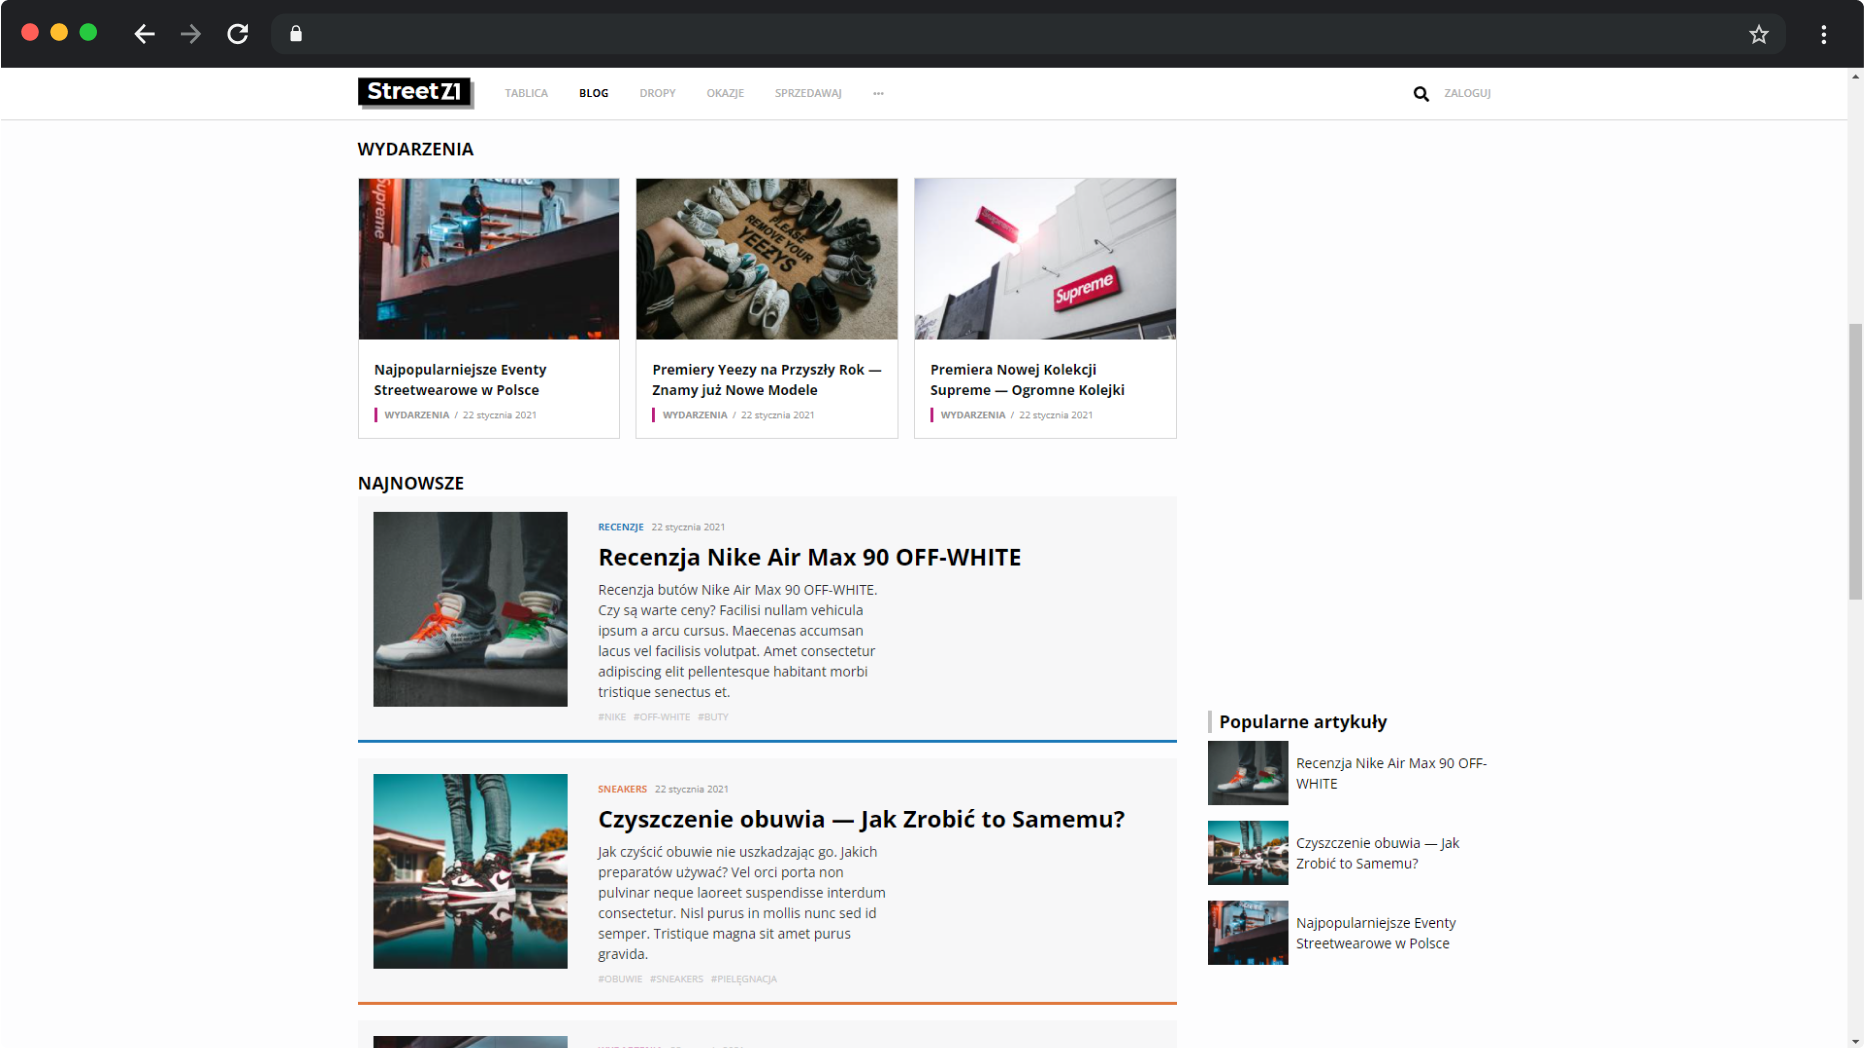 StreetZ1
TABLICA
BLOG
DROPY
OKAZJE
SPRZEDAWAJ
···
ZALOGUJ
WYDARZENIA
Supreme
PLEASE
REMOVE YOUR
YEEZYS
Supreme
Supreme
Najpopularniejsze Eventy
Streetwearowe w Polsce
WYDARZENIA / 22 stycznia 2021
Premiery Yeezy na Przyszły Rok —
Znamy już Nowe Modele
WYDARZENIA / 22 stycznia 2021
Premiera Nowej Kolekcji
Supreme — Ogromne Kolejki
WYDARZENIA / 22 stycznia 2021
NAJNOWSZE
RECENZJE 22 stycznia 2021
Recenzja Nike Air Max 90 OFF-WHITE
Recenzja butów Nike Air Max 90 OFF-WHITE.
Czy są warte ceny? Facilisi nullam vehicula
ipsum a arcu cursus. Maecenas accumsan
lacus vel facilisis volutpat. Amet consectetur
adipiscing elit pellentesque habitant morbi
tristique senectus et.
#NIKE #OFF-WHITE #BUTY
SNEAKERS 22 stycznia 2021
Czyszczenie obuwia — Jak Zrobić to Samemu?
Jak czyścić obuwie nie uszkadzając go. Jakich
preparatów używać? Vel orci porta non
pulvinar neque laoreet suspendisse interdum
consectetur. Nisl purus in mollis nunc sed id
semper. Tristique magna sit amet purus
gravida.
#OBUWIE #SNEAKERS #PIELĘGNACJA
Popularne artykuły
Recenzja Nike Air Max 90 OFF-
WHITE
Czyszczenie obuwia — Jak
Zrobić to Samemu?
Najpopularniejsze Eventy
Streetwearowe w Polsce